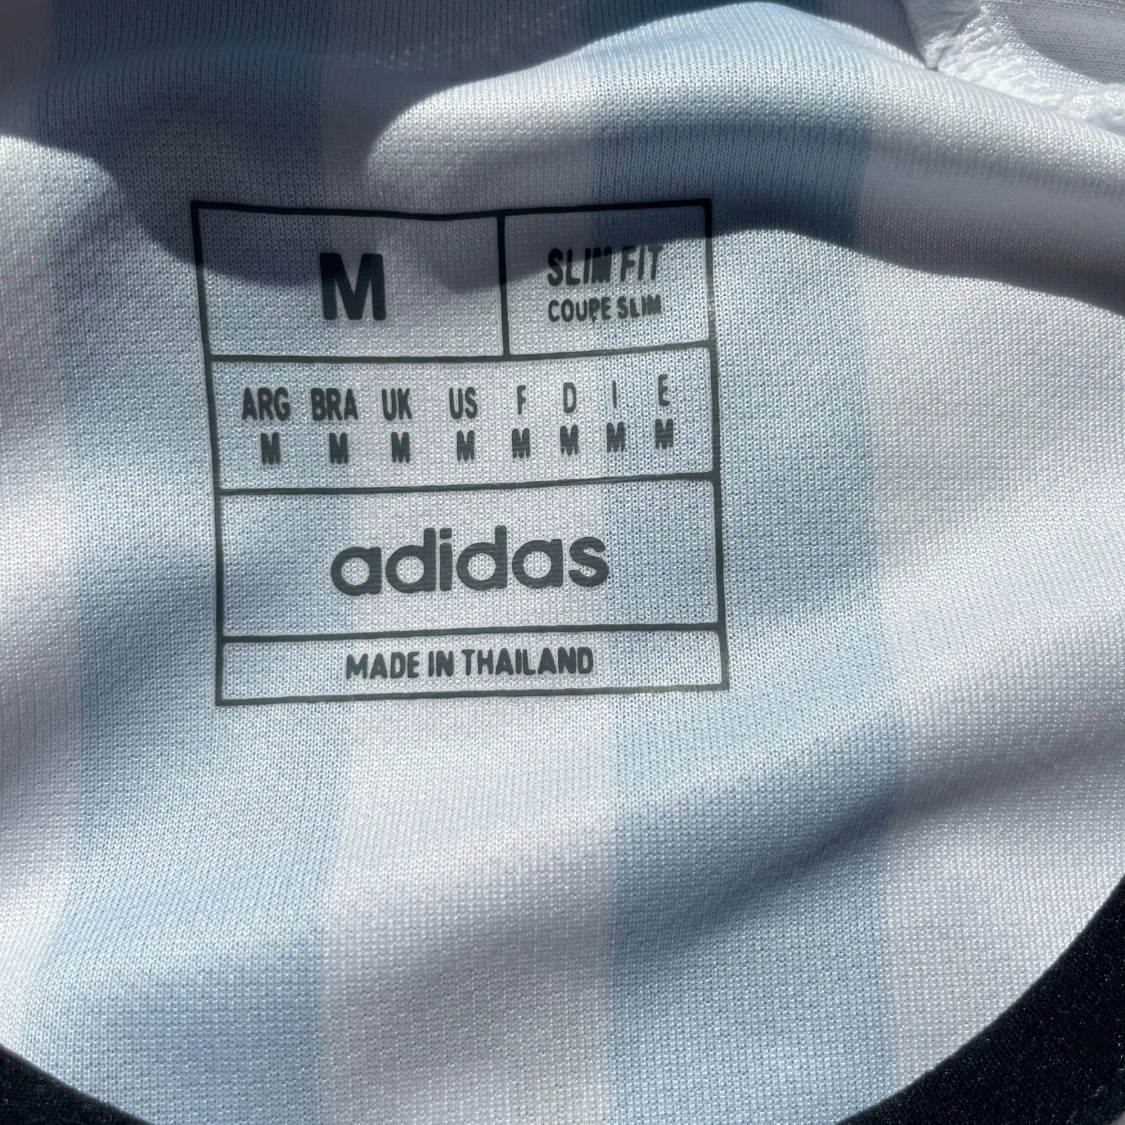 M
SLIM FIT
COUPE SLIM
ARG BRA UK US F D I E
M M M M M M M M
adidas
MADE IN THAILAND